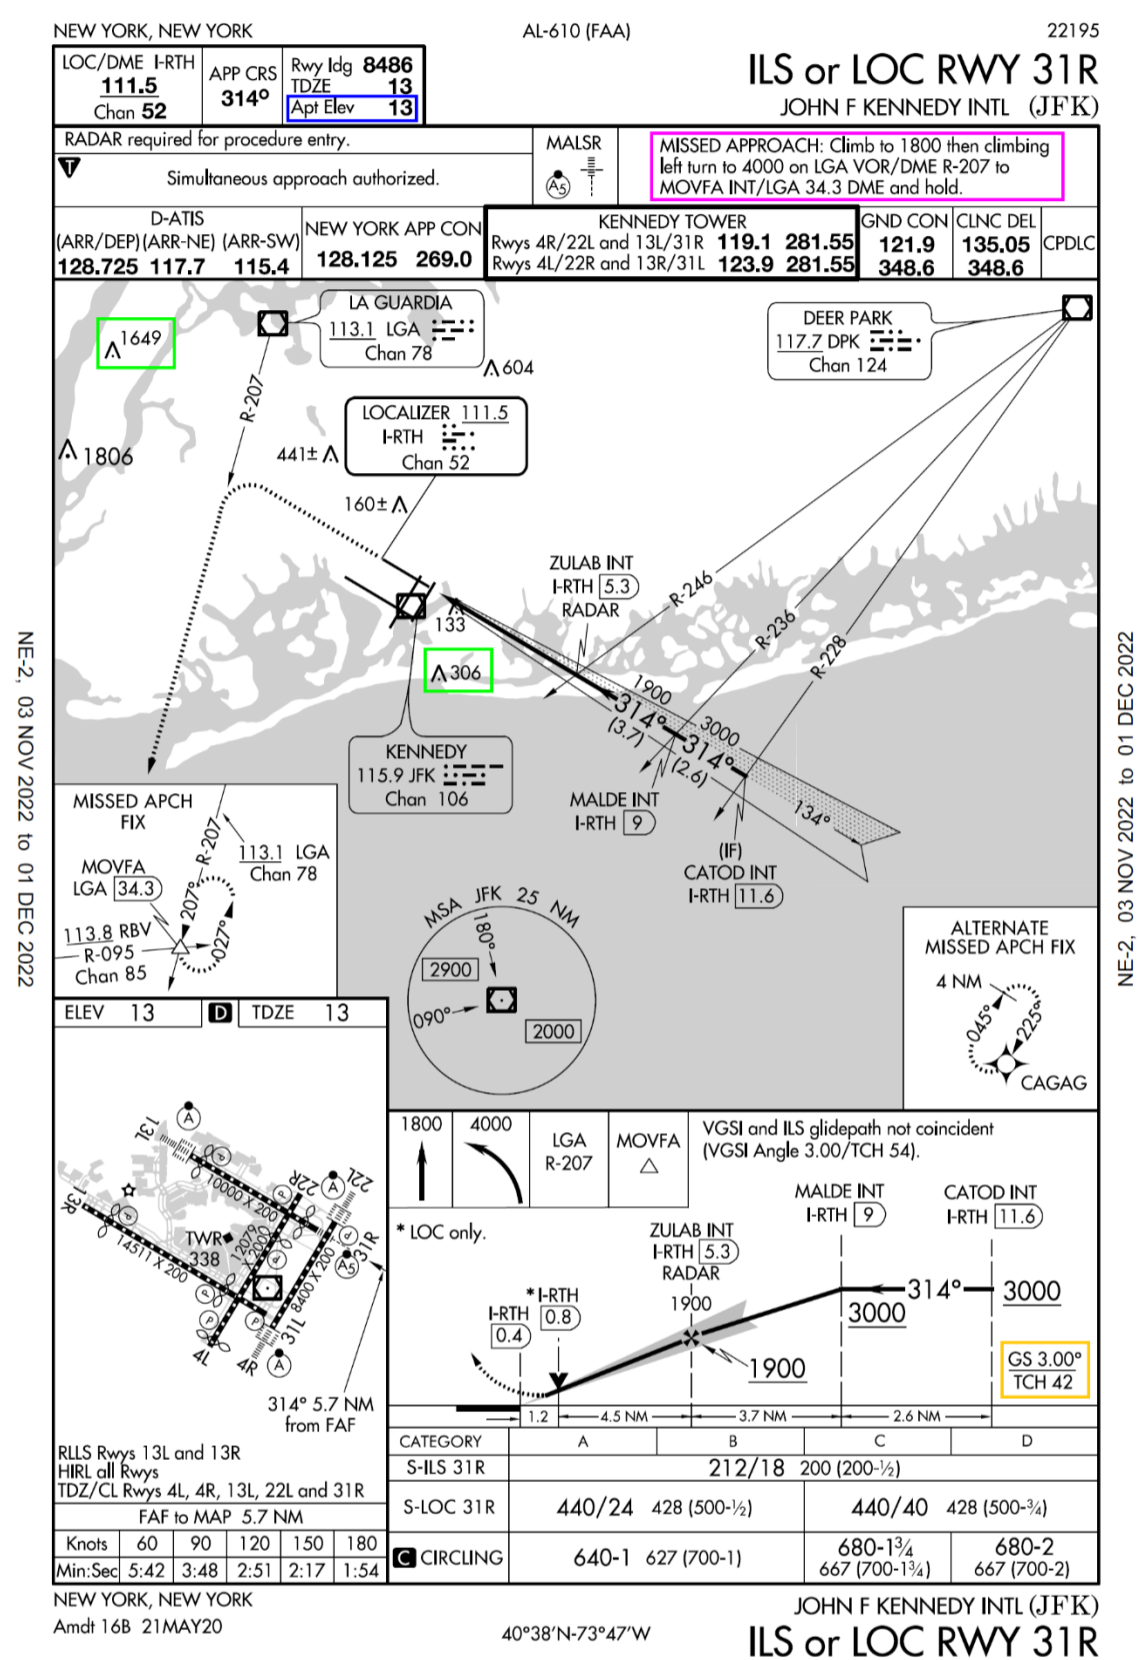 NEW YORK, NEW YORK
AL-610 (FAA)
22195
LOC/DME I-RTH
111.5
Chan 52
APP CRS
314°
Rwy ldg 8486
TDZE 13
Apt Elev 13
ILS or LOC RWY 31R
JOHN F KENNEDY INTL (JFK)
RADAR required for procedure entry.
T
Simultaneous approach authorized.
MALSR
A5
MISSED APPROACH: Climb to 1800 then climbing
left turn to 4000 on LGA VOR/DME R-207 to
MOVFA INT/LGA 34.3 DME and hold.
D-ATIS
(ARR/DEP) (ARR-NE) (ARR-SW)
128.725 117.7 115.4
NEW YORK APP CON
128.125 269.0
KENNEDY TOWER
Rwys 4R/22L and 13L/31R 119.1 281.55
Rwys 4L/22R and 13R/31L 123.9 281.55
GND CON
121.9
348.6
CLNC DEL
135.05
348.6
CPDLC
1649
LA GUARDIA
113.1 LGA
Chan 78
604
DEER PARK
117.7 DPK
Chan 124
R-207
LOCALIZER 111.5
I-RTH
Chan 52
1806
441±
160±
ZULAB INT
I-RTH 5.3
RADAR
R-246
R-236
R-228
133
306
1900
314°
(3.7)
3000
314°
(2.6)
134°
KENNEDY
115.9 JFK
Chan 106
MALDE INT
I-RTH 9
(IF)
CATOD INT
I-RTH 11.6
MISSED APCH
FIX
R-207
113.1 LGA
Chan 78
MOVFA
LGA 34.3
207°
027°
113.8 RBV
R-095
Chan 85
MSA JFK 25 NM
180°
2900
090°
2000
ALTERNATE
MISSED APCH FIX
4 NM
045°
225°
CAGAG
NE-2, 03 NOV 2022 to 01 DEC 2022
NE-2, 03 NOV 2022 to 01 DEC 2022
ELEV 13
D
TDZE 13
A
13L
P
22R
22L
A
10000 X 200
P
13R
P
TWR
338
12079 X 200
P
P
31R
A5
14511 X 200
8400 X 200
P
P
P
31L
4L
4R
A
314° 5.7 NM
from FAF
RLLS Rwys 13L and 13R
HIRL all Rwys
TDZ/CL Rwys 4L, 4R, 13L, 22L and 31R
FAF to MAP 5.7 NM
Knots 60 90 120 150 180
Min:Sec 5:42 3:48 2:51 2:17 1:54
1800
4000
LGA
R-207
MOVFA
VGSI and ILS glidepath not coincident
(VGSI Angle 3.00/TCH 54).
* LOC only.
MALDE INT
I-RTH 9
CATOD INT
I-RTH 11.6
ZULAB INT
I-RTH 5.3
RADAR
*I-RTH
0.8
I-RTH
0.4
1900
314°
3000
3000
1900
GS 3.00°
TCH 42
1.2 4.5 NM 3.7 NM 2.6 NM
CATEGORY A B C D
S-ILS 31R 212/18 200 (200-½)
S-LOC 31R 440/24 428 (500-½) 440/40 428 (500-¾)
C CIRCLING 640-1 627 (700-1) 680-1¾ 667 (700-1¾) 680-2 667 (700-2)
NEW YORK, NEW YORK
Amdt 16B 21MAY20
40°38'N-73°47'W
JOHN F KENNEDY INTL (JFK)
ILS or LOC RWY 31R